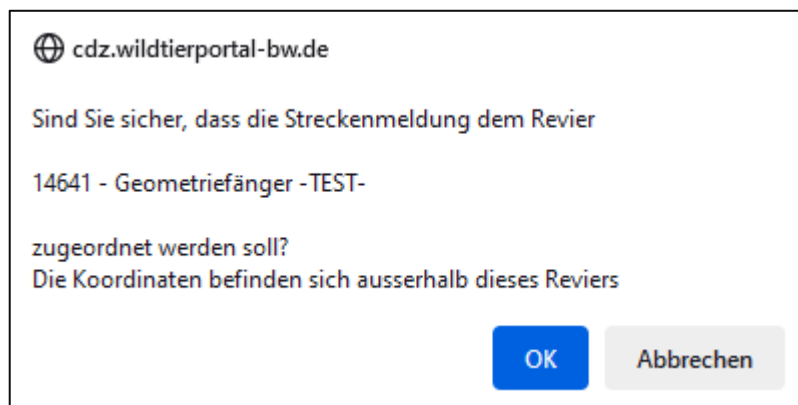 cdz.wildtierportal-bw.de
Sind Sie sicher, dass die Streckenmeldung dem Revier
14641 - Geometriefänger -TEST-
zugeordnet werden soll?
Die Koordinaten befinden sich ausserhalb dieses Reviers
OK Abbrechen